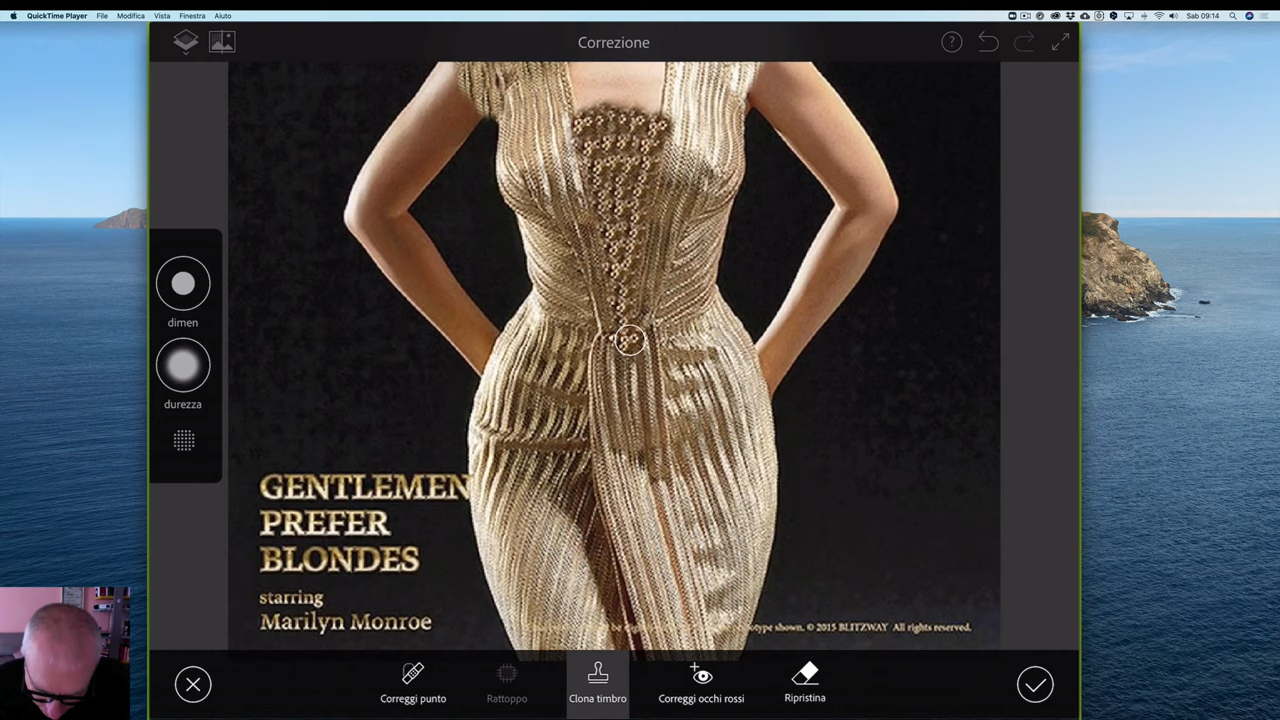 QuickTime Player File Modifica Vista Finestra Aiuto Sab 09:14
Correzione
dimen
durezza
GENTLEMEN
PREFER
BLONDES
starring
Marilyn Monroe
shown. © 2015 BLITZWAY All rights reserved.
Correggi punto Rattoppo Clona timbro Correggi occhi rossi Ripristina